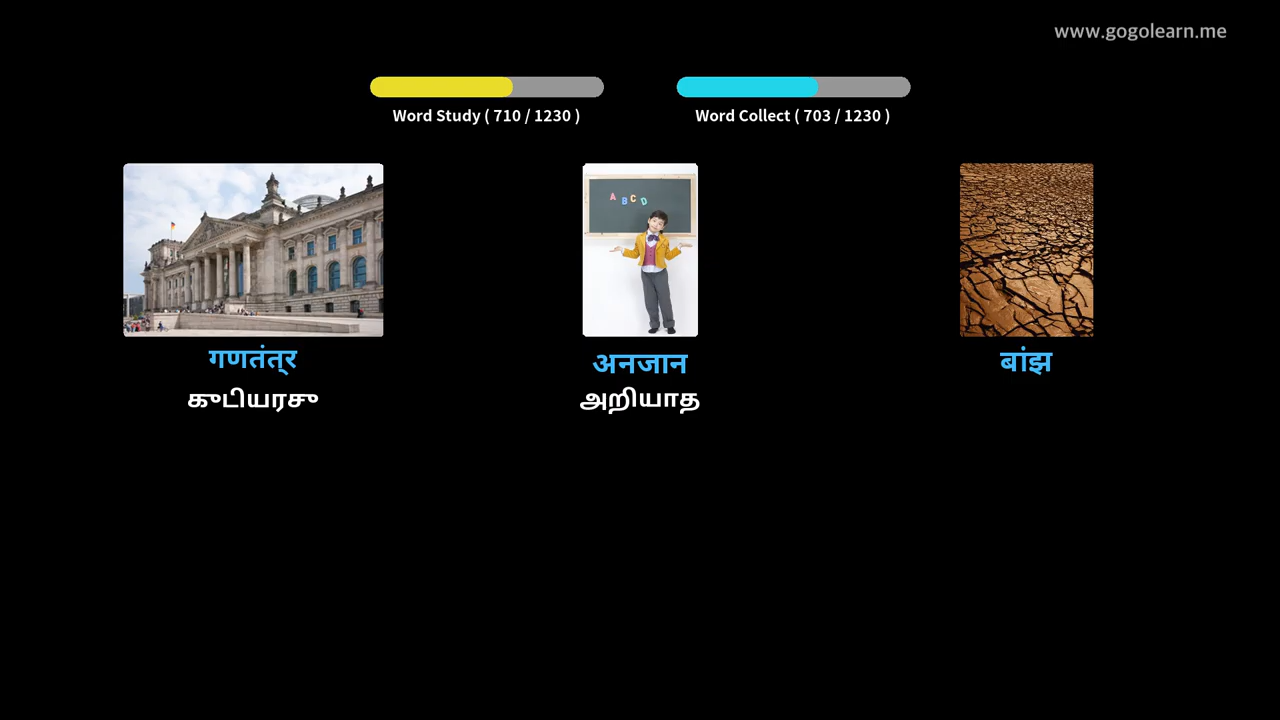 www.gogolearn.me
Word Study ( 710 / 1230 )
Word Collect ( 703 / 1230 )
A B C D
गणतंत्र
குடியரசு
अनजान
அறியாத
बांझ